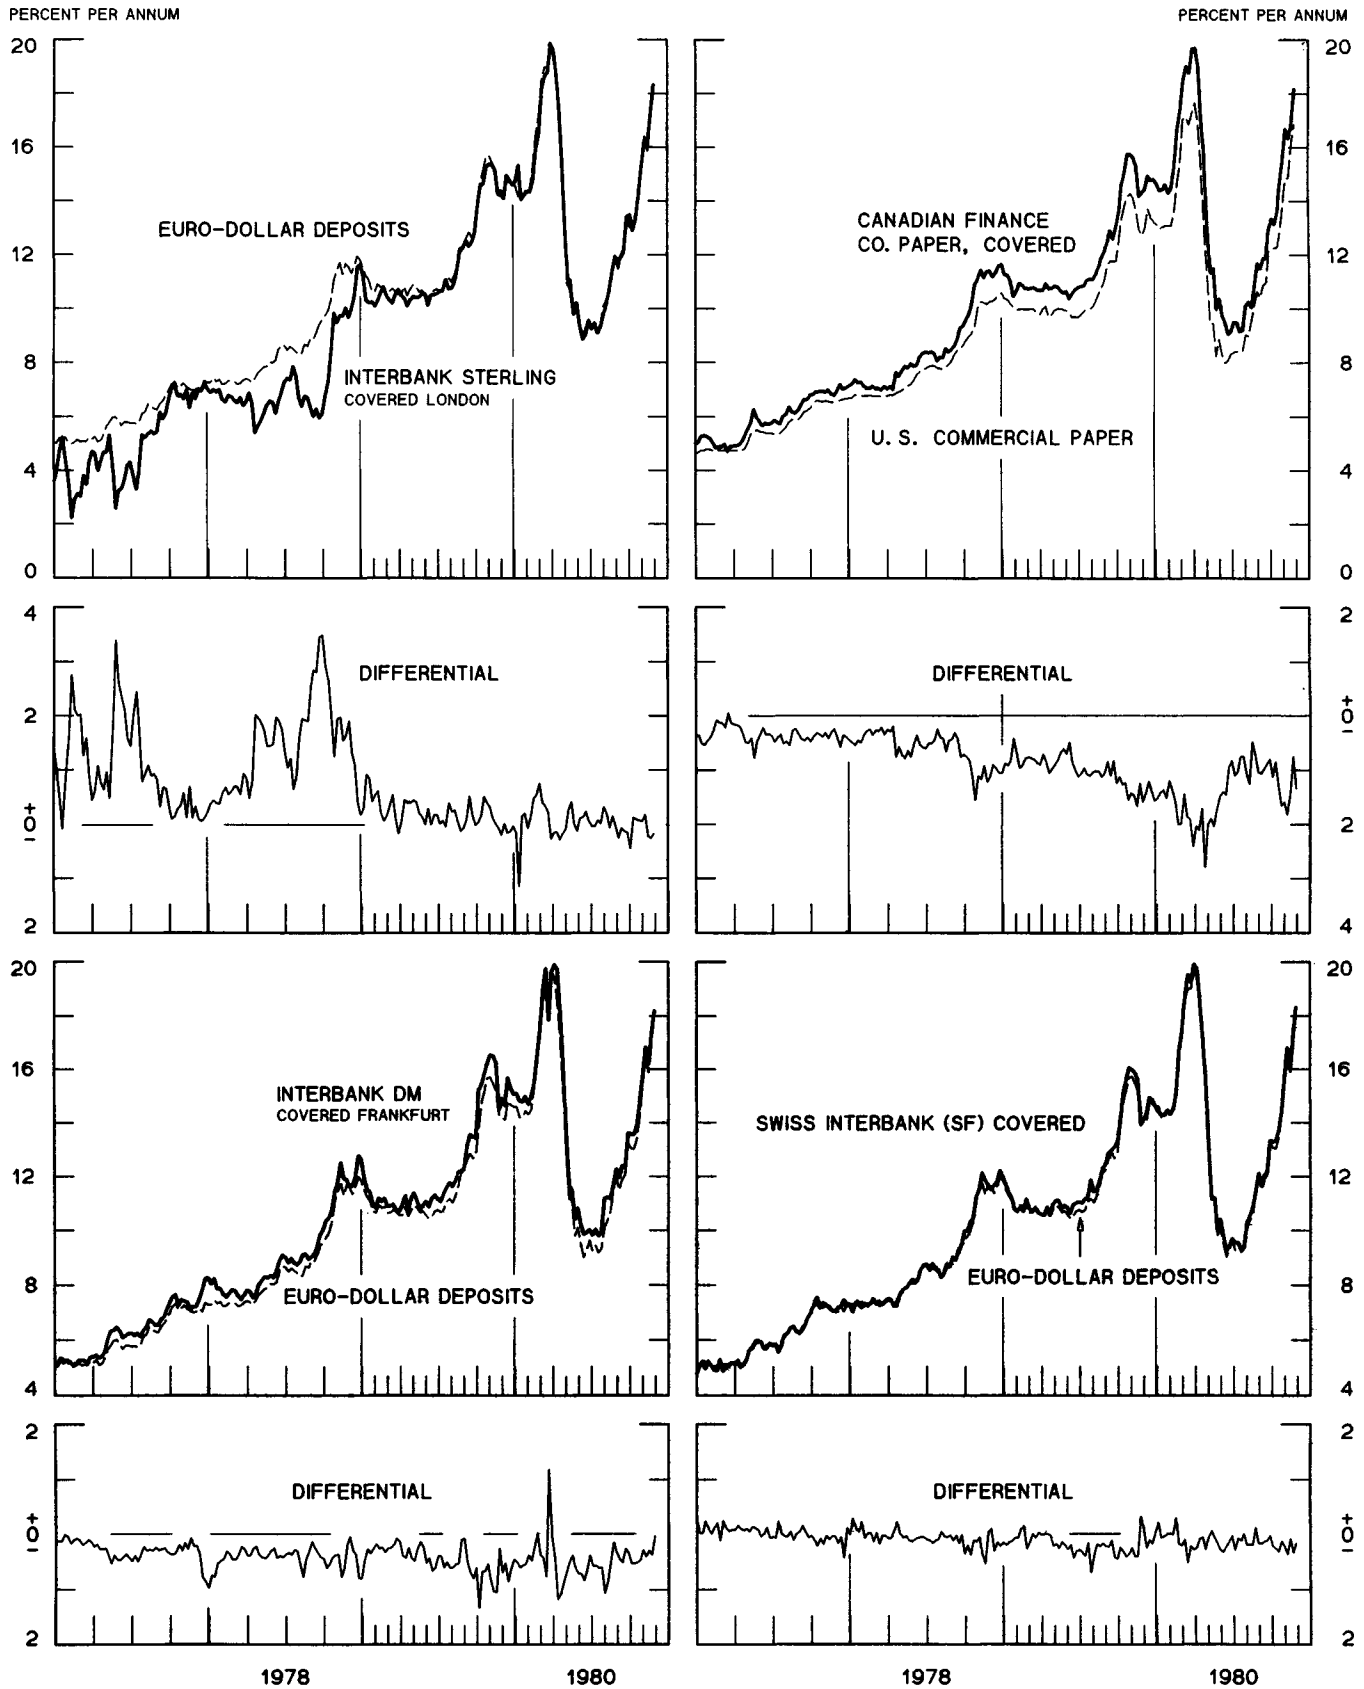 PERCENT PER ANNUM
PERCENT PER ANNUM
20
16
12
8
4
0
EURO-DOLLAR DEPOSITS
INTERBANK STERLING
COVERED LONDON
20
16
12
8
4
0
CANADIAN FINANCE
CO. PAPER, COVERED
U. S. COMMERCIAL PAPER
4
2
+
0
−
2
DIFFERENTIAL
2
+
0
−
2
4
DIFFERENTIAL
20
16
12
8
4
INTERBANK DM
COVERED FRANKFURT
EURO-DOLLAR DEPOSITS
20
16
12
8
4
SWISS INTERBANK (SF) COVERED
EURO-DOLLAR DEPOSITS
2
+
0
−
2
DIFFERENTIAL
2
+
0
−
2
DIFFERENTIAL
1978
1980
1978
1980